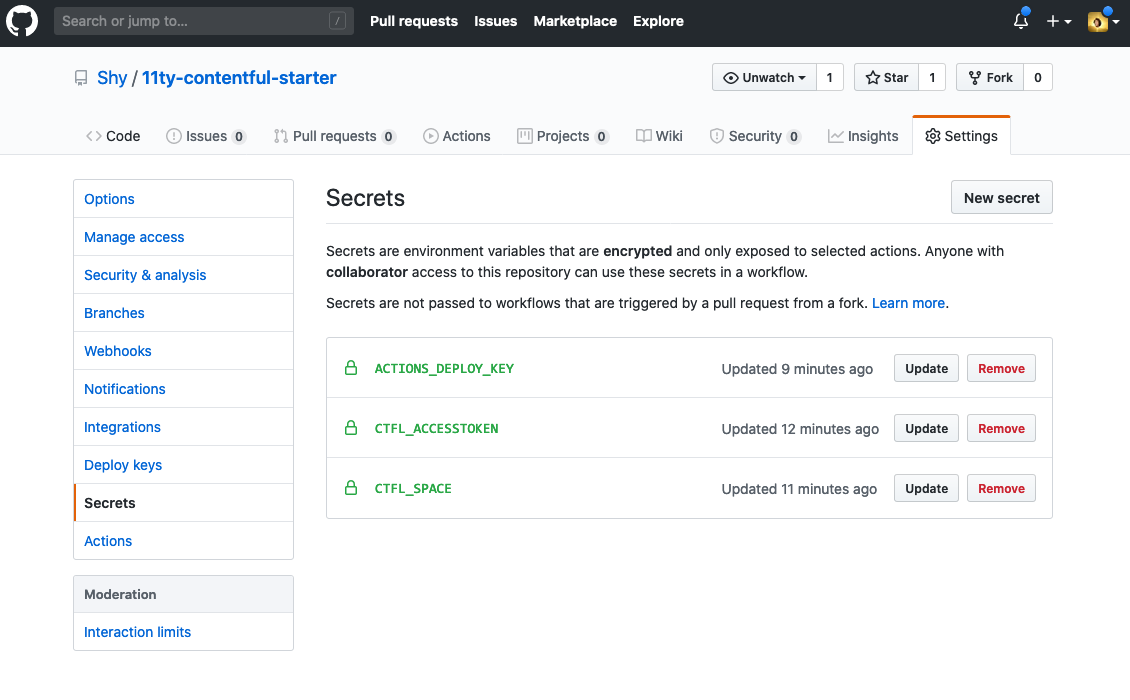 Search or jump to... / Pull requests Issues Marketplace Explore
Shy / 11ty-contentful-starter Unwatch 1 Star 1 Fork 0
Code Issues 0 Pull requests 0 Actions Projects 0 Wiki Security 0 Insights Settings
Options
Manage access
Security & analysis
Branches
Webhooks
Notifications
Integrations
Deploy keys
Secrets
Actions
Moderation
Interaction limits
Secrets New secret
Secrets are environment variables that are encrypted and only exposed to selected actions. Anyone with
collaborator access to this repository can use these secrets in a workflow.
Secrets are not passed to workflows that are triggered by a pull request from a fork. Learn more.
ACTIONS_DEPLOY_KEY Updated 9 minutes ago Update Remove
CTFL_ACCESSTOKEN Updated 12 minutes ago Update Remove
CTFL_SPACE Updated 11 minutes ago Update Remove